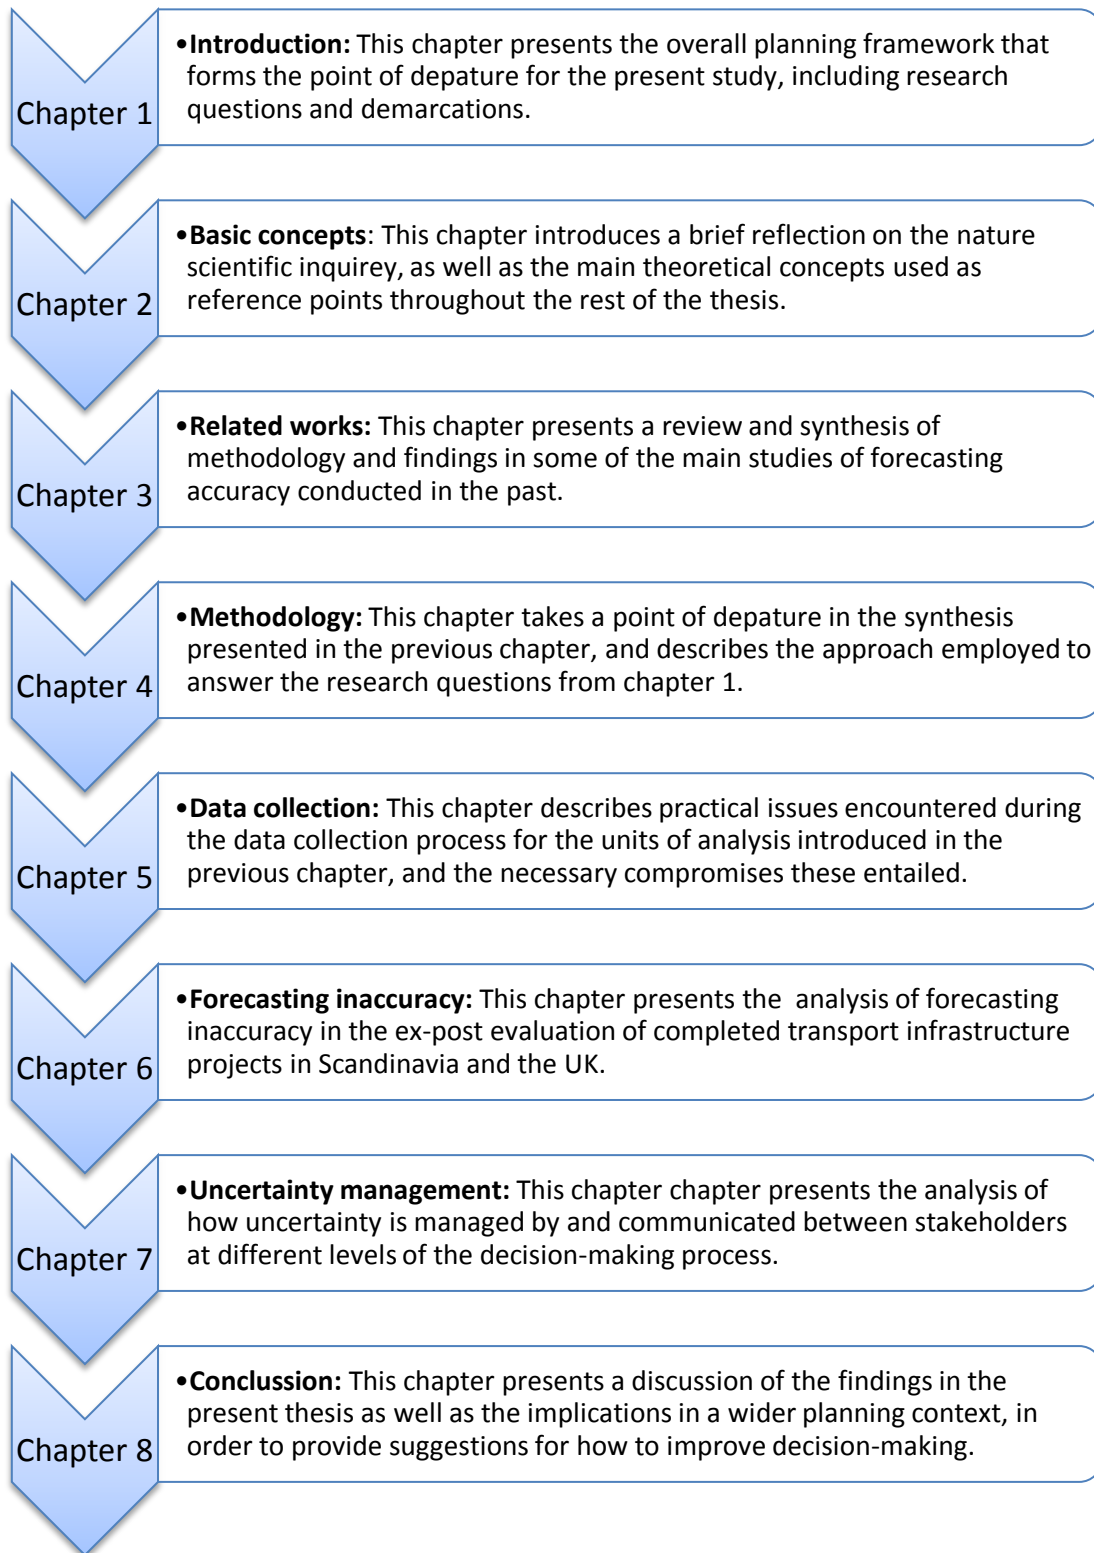 Chapter 1
•Introduction: This chapter presents the overall planning framework that
forms the point of depature for the present study, including research
questions and demarcations.
Chapter 2
•Basic concepts: This chapter introduces a brief reflection on the nature
scientific inquirey, as well as the main theoretical concepts used as
reference points throughout the rest of the thesis.
Chapter 3
•Related works: This chapter presents a review and synthesis of
methodology and findings in some of the main studies of forecasting
accuracy conducted in the past.
Chapter 4
•Methodology: This chapter takes a point of depature in the synthesis
presented in the previous chapter, and describes the approach employed to
answer the research questions from chapter 1.
Chapter 5
•Data collection: This chapter describes practical issues encountered during
the data collection process for the units of analysis introduced in the
previous chapter, and the necessary compromises these entailed.
Chapter 6
•Forecasting inaccuracy: This chapter presents the  analysis of forecasting
inaccuracy in the ex-post evaluation of completed transport infrastructure
projects in Scandinavia and the UK.
Chapter 7
•Uncertainty management: This chapter chapter presents the analysis of
how uncertainty is managed by and communicated between stakeholders
at different levels of the decision-making process.
Chapter 8
•Conclussion: This chapter presents a discussion of the findings in the
present thesis as well as the implications in a wider planning context, in
order to provide suggestions for how to improve decision-making.